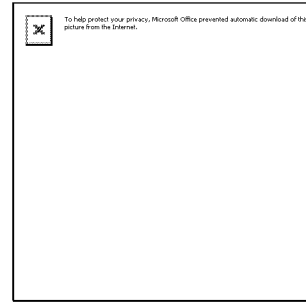 To help protect your privacy, Microsoft Office prevented automatic download of this
picture from the Internet.